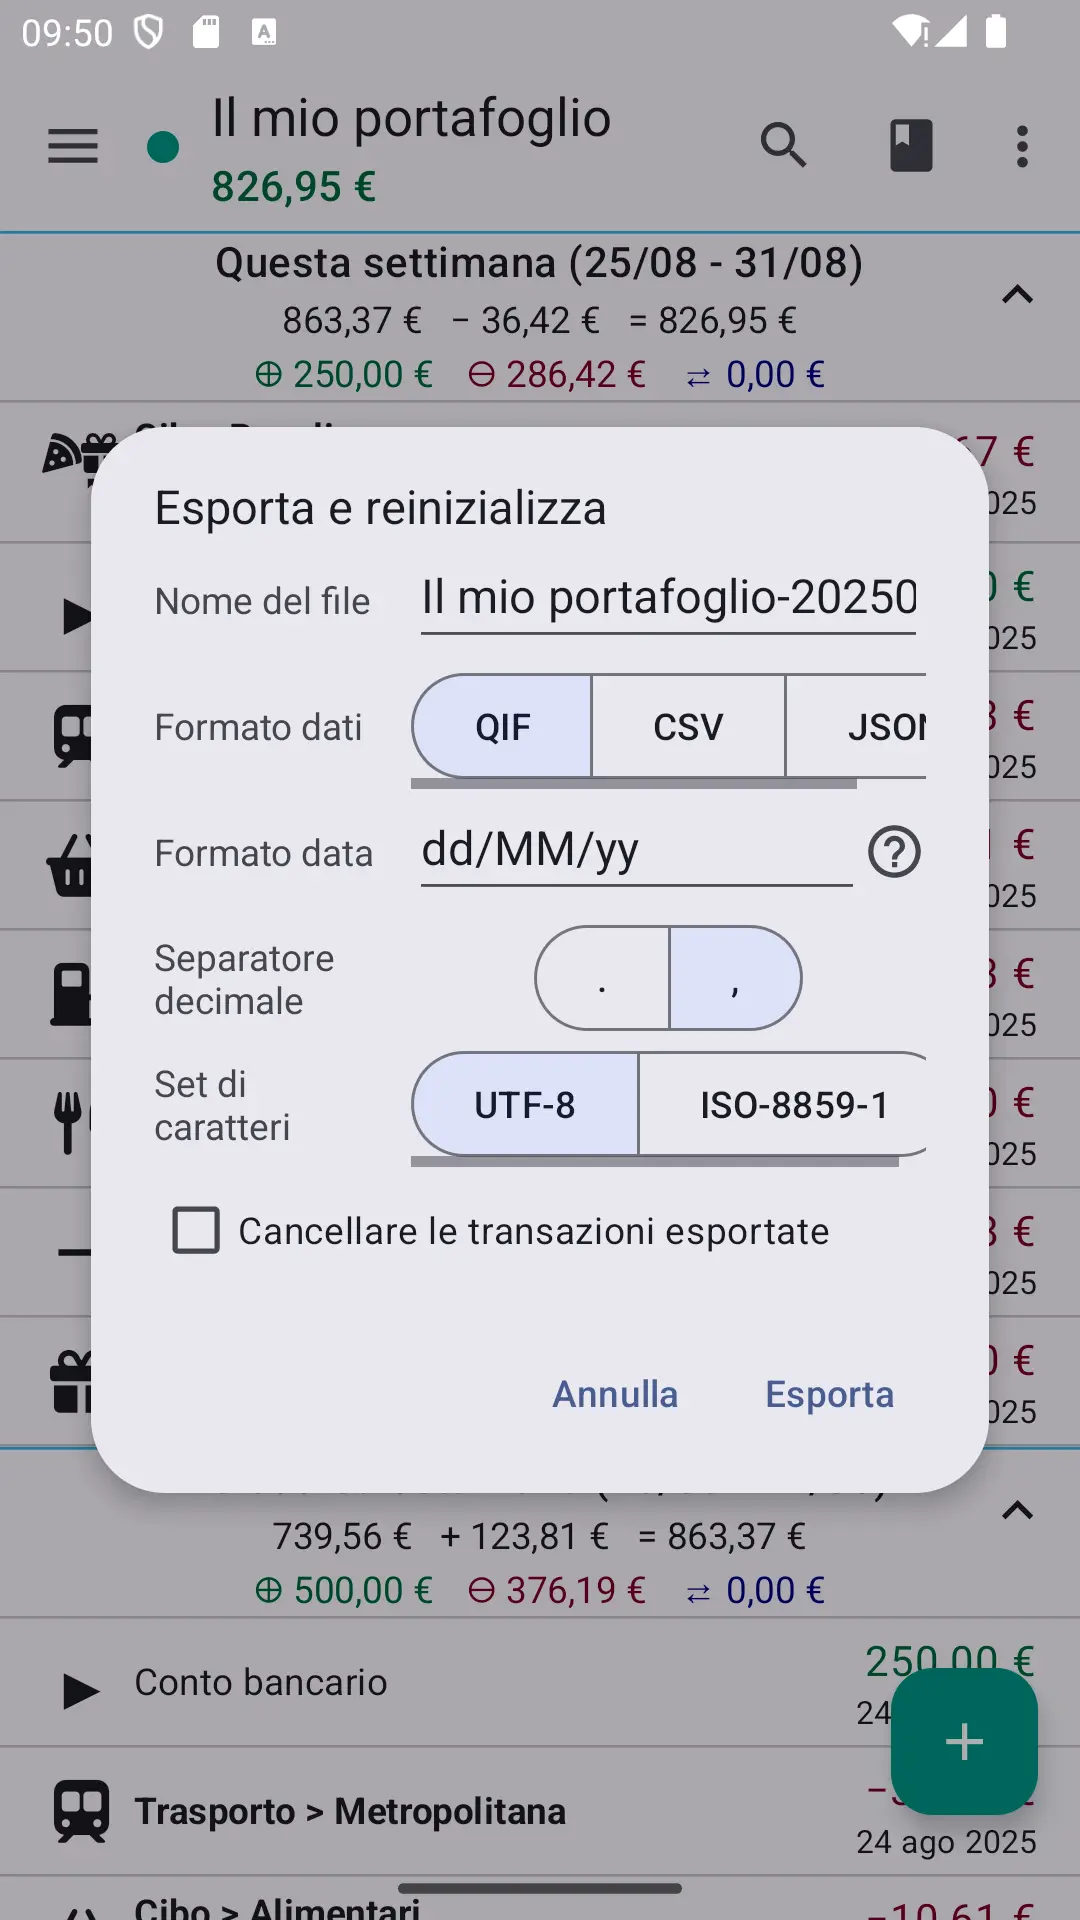 09:50
Il mio portafoglio
826,95 €
Questa settimana (25/08 - 31/08)
863,37 € − 36,42 € = 826,95 €
⊕ 250,00 € ⊖ 286,42 € ⇄ 0,00 €
Esporta e reinizializza
Nome del file
Il mio portafoglio-20250
Formato dati
QIF CSV JSON
Formato data
dd/MM/yy
Separatore
decimale
. ,
Set di
caratteri
UTF-8 ISO-8859-1
Cancellare le transazioni esportate
Annulla Esporta
739,56 € + 123,81 € = 863,37 €
⊕ 500,00 € ⊖ 376,19 € ⇄ 0,00 €
Conto bancario
250,00 €
24
Trasporto > Metropolitana
24 ago 2025
Cibo > Alimentari
−10,61 €